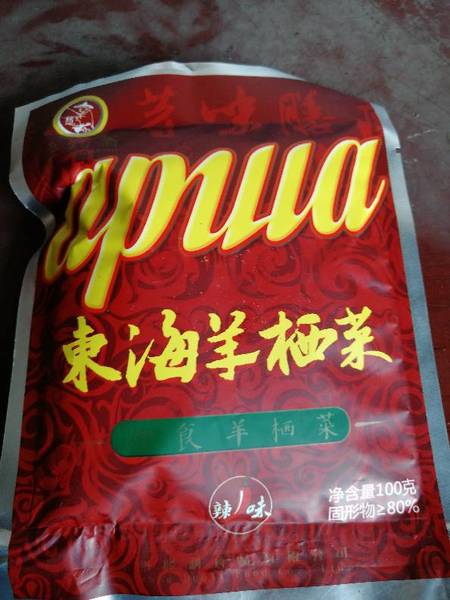 apua
東海羊栖菜
食羊栖菜
辣味
净含量100克
固形物≥80%